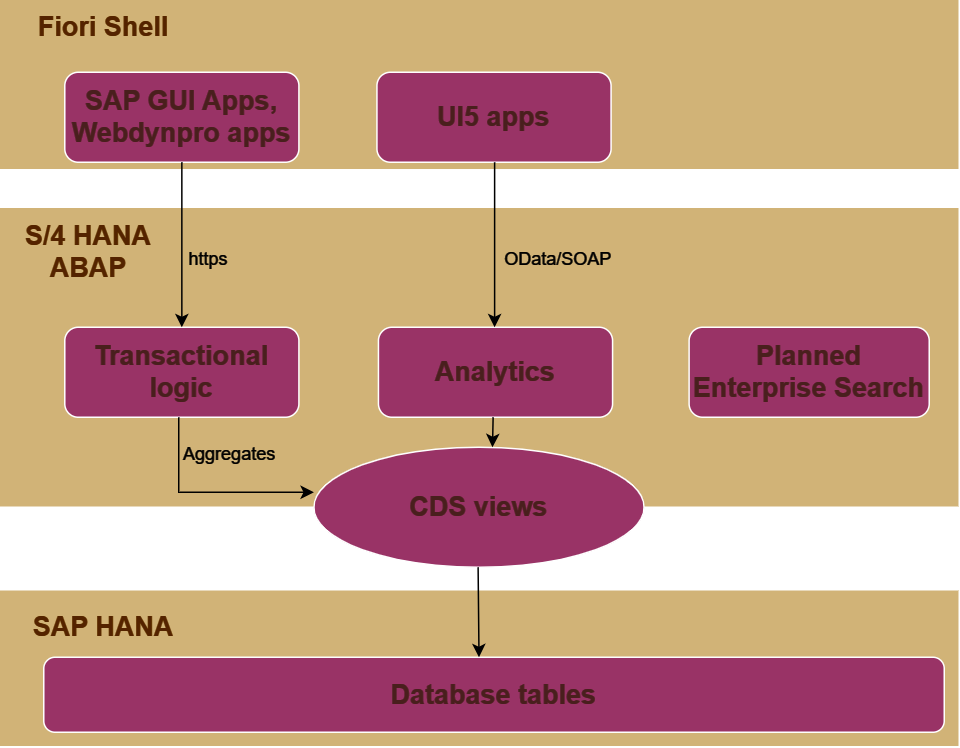 Fiori Shell
SAP GUI Apps,
Webdynpro apps
UI5 apps
S/4 HANA
ABAP
https
OData/SOAP
Transactional
logic
Analytics
Planned
Enterprise Search
Aggregates
CDS views
SAP HANA
Database tables